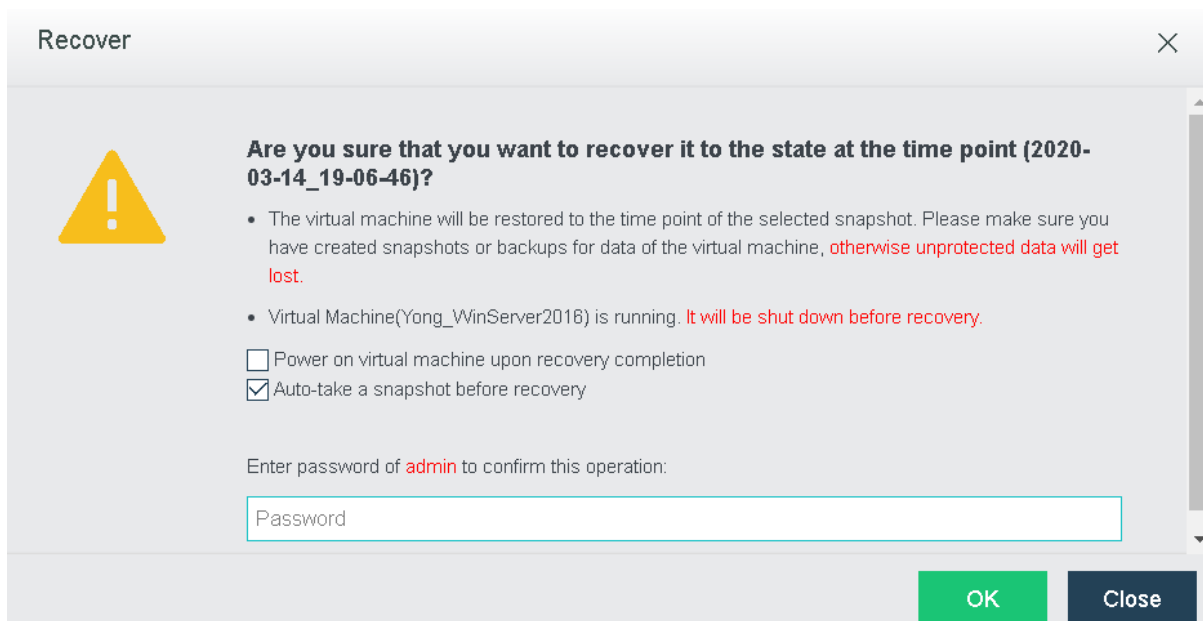 Recover
Are you sure that you want to recover it to the state at the time point (2020-
03-14_19-06-46)?
The virtual machine will be restored to the time point of the selected snapshot. Please make sure you
have created snapshots or backups for data of the virtual machine, otherwise unprotected data will get
lost.
Virtual Machine(Yong_WinServer2016) is running. It will be shut down before recovery.
Power on virtual machine upon recovery completion
Auto-take a snapshot before recovery
Enter password of admin to confirm this operation:
Password
OK
Close